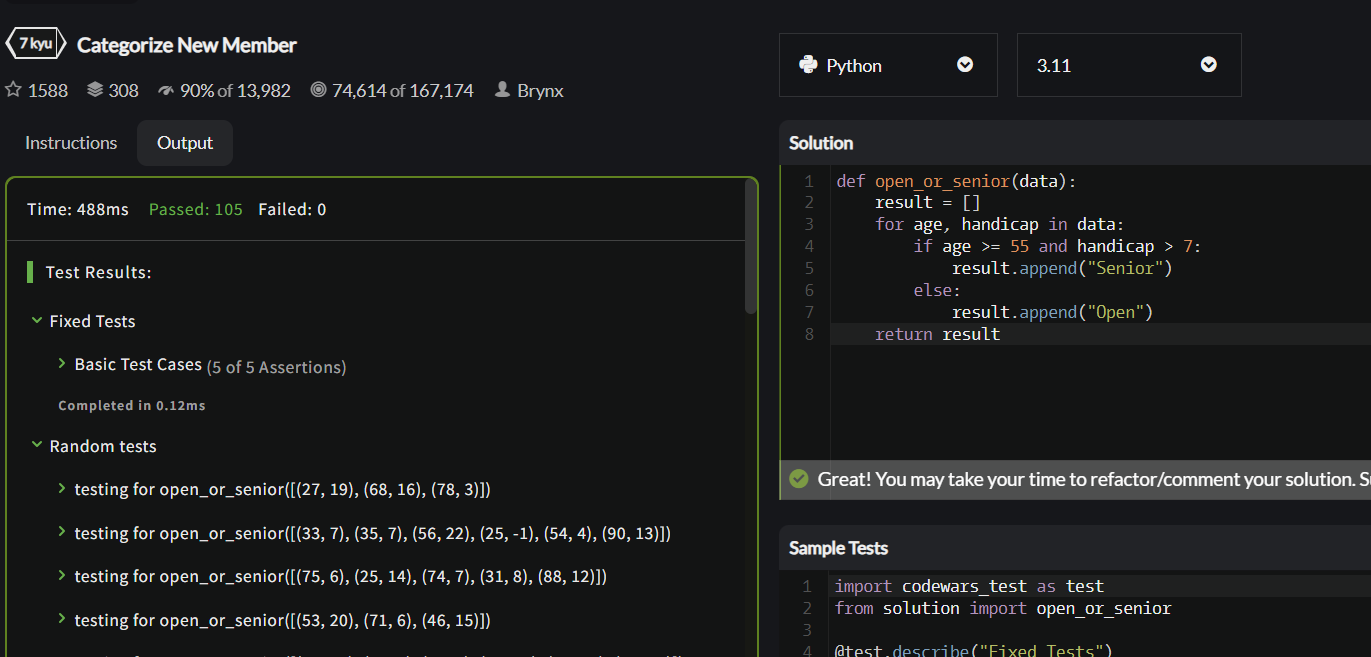 7 kyu Categorize New Member
1588 308 90% of 13,982 74,614 of 167,174 Brynx
Instructions Output
Time: 488ms Passed: 105 Failed: 0
Test Results:
Fixed Tests
Basic Test Cases (5 of 5 Assertions)
Completed in 0.12ms
Random tests
testing for open_or_senior([(27, 19), (68, 16), (78, 3)])
testing for open_or_senior([(33, 7), (35, 7), (56, 22), (25, -1), (54, 4), (90, 13)])
testing for open_or_senior([(75, 6), (25, 14), (74, 7), (31, 8), (88, 12)])
testing for open_or_senior([(53, 20), (71, 6), (46, 15)])
Python 3.11
Solution
1 def open_or_senior(data):
2 result = []
3 for age, handicap in data:
4 if age >= 55 and handicap > 7:
5 result.append("Senior")
6 else:
7 result.append("Open")
8 return result
Great! You may take your time to refactor/comment your solution.
Sample Tests
1 import codewars_test as test
2 from solution import open_or_senior
3
4 @test.describe("Fixed Tests")